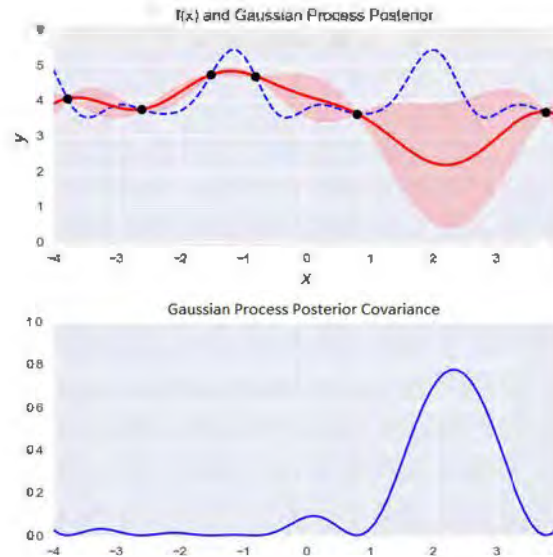 f(x) and Gaussian Process Posterior
6
5
4
3
2
1
0
y
−4 −3 −2 −1 0 1 2 3
x
Gaussian Process Posterior Covariance
1.0
0.8
0.6
0.4
0.2
0.0
−4 −3 −2 −1 0 1 2 3